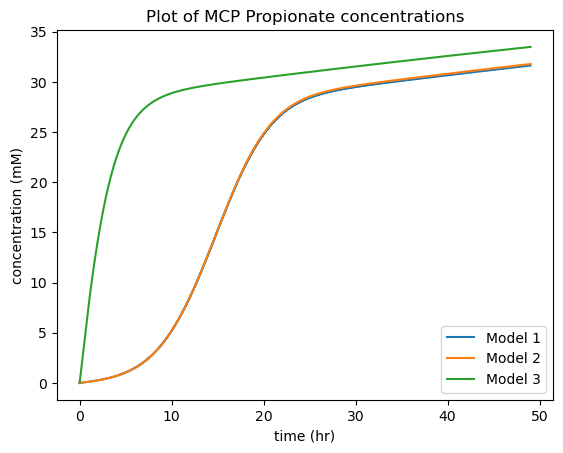 Plot of MCP Propionate concentrations
35
30
25
20
15
10
5
0
concentration (mM)
0 10 20 30 40 50
time (hr)
Model 1
Model 2
Model 3